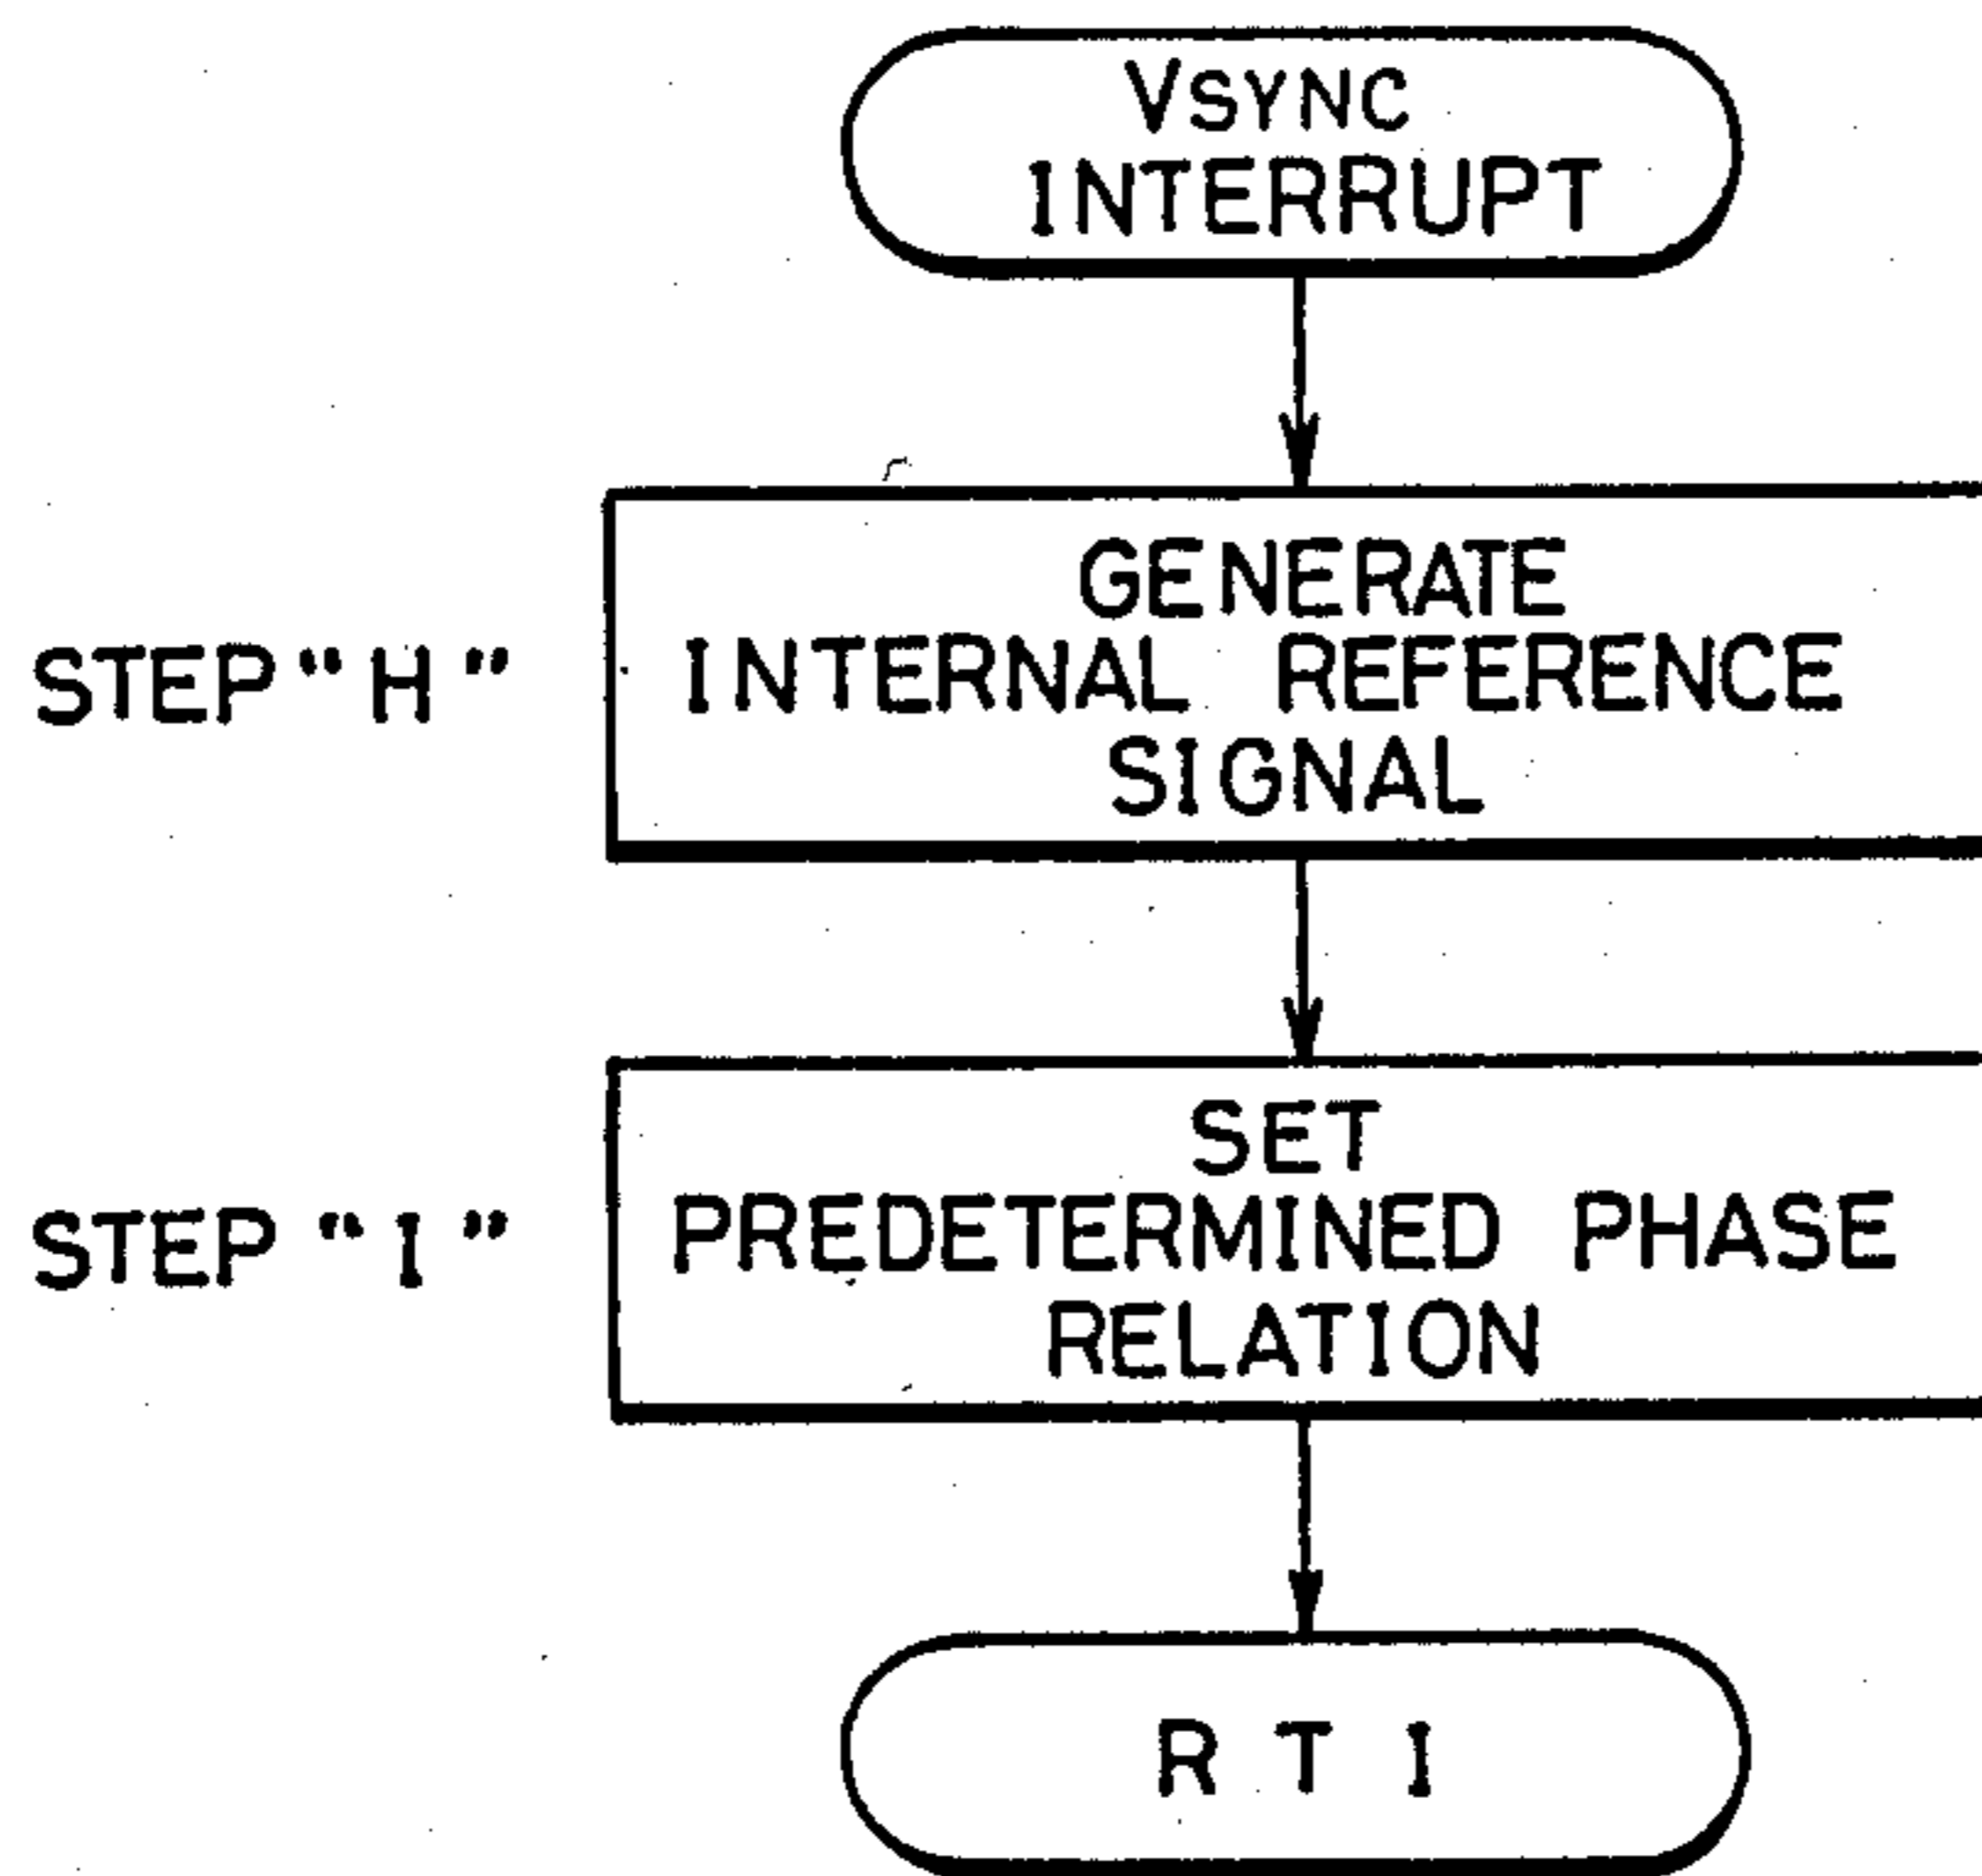 VSYNC
INTERRUPT
GENERATE
STEP "H" INTERNAL REFERENCE
SIGNAL
SET
STEP "I" PREDETERMINED PHASE
RELATION
RTI